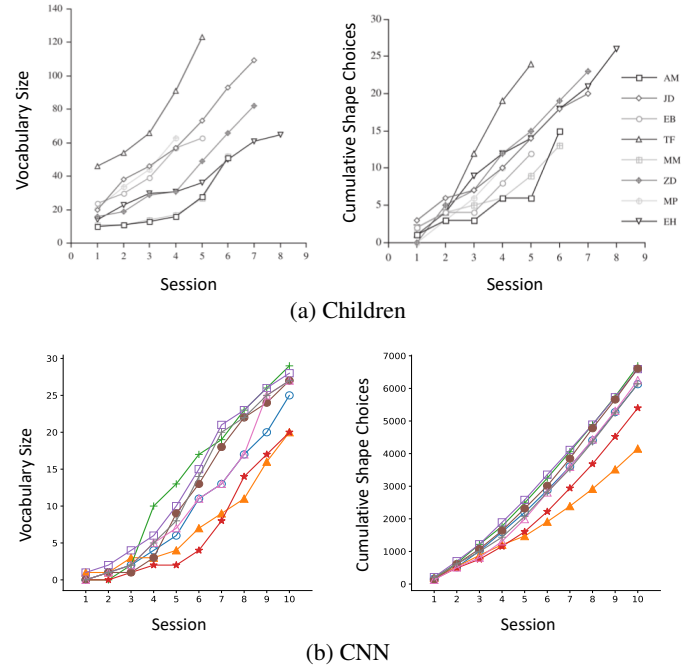 Vocabulary Size
140
120
100
80
60
40
20
0
0 1 2 3 4 5 6 7 8 9
Session
Cumulative Shape Choices
30
25
20
15
10
5
0
0 1 2 3 4 5 6 7 8 9
Session
AM
JD
EB
TF
MM
ZD
MP
EH
(a) Children
Vocabulary Size
30
25
20
15
10
5
0
1 2 3 4 5 6 7 8 9 10
Session
Cumulative Shape Choices
7000
6000
5000
4000
3000
2000
1000
0
1 2 3 4 5 6 7 8 9 10
Session
(b) CNN